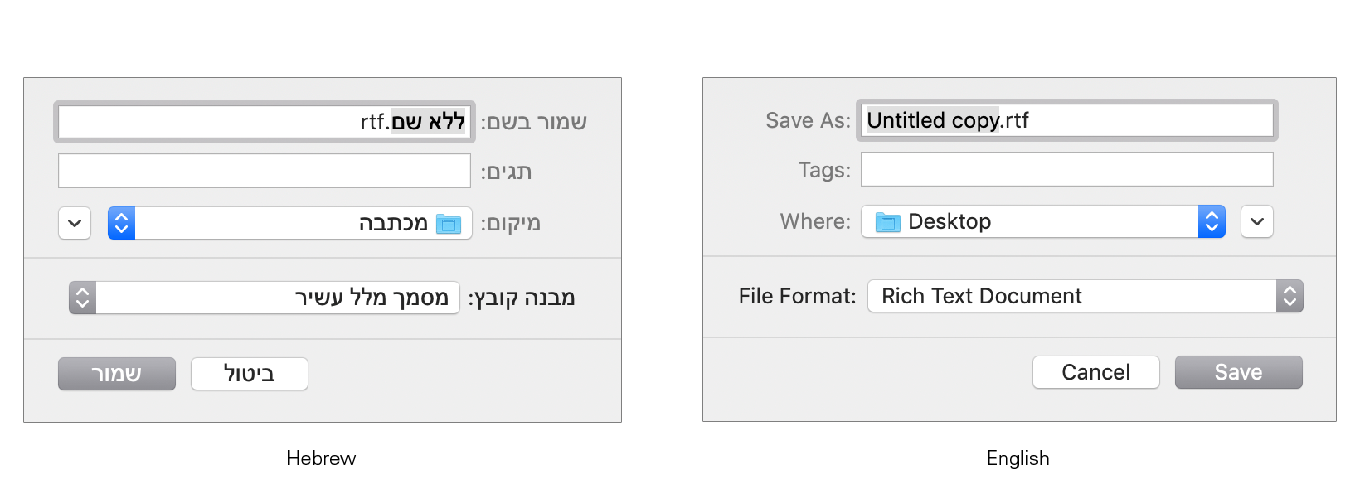 שמור בשם: ללא שם.rtf
תגים:
מיקום: מכתבה
מבנה קובץ: מסמך מלל עשיר
ביטול שמור
Hebrew
Save As: Untitled copy.rtf
Tags:
Where: Desktop
File Format: Rich Text Document
Cancel Save
English